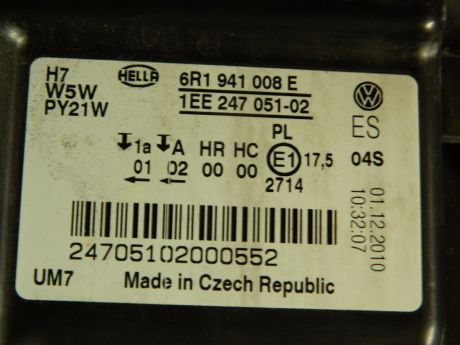 H7
W5W
PY21W
HELLA
6R1 941 008 E
1EE 247 051-02
ES
PL
1a A HR HC E1 17,5 04S
01 02 00 00 2714
01.12.2010
10:32:07
24705102000552
UM7 Made in Czech Republic